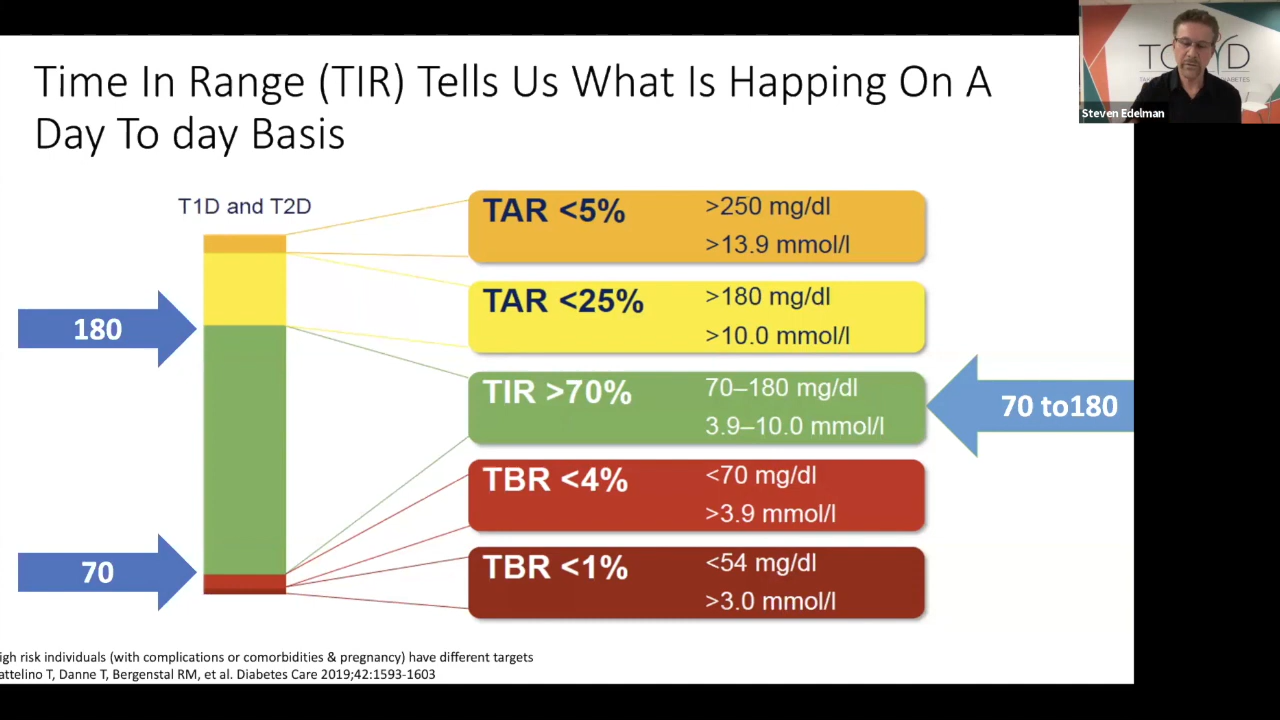 Time In Range (TIR) Tells Us What Is Happing On A
Day To day Basis
Steven Edelman
T1D and T2D
TAR <5%
>250 mg/dl
>13.9 mmol/l
TAR <25%
>180 mg/dl
>10.0 mmol/l
180
TIR >70%
70–180 mg/dl
3.9–10.0 mmol/l
70 to180
TBR <4%
<70 mg/dl
>3.9 mmol/l
TBR <1%
<54 mg/dl
>3.0 mmol/l
70
igh risk individuals (with complications or comorbidities & pregnancy) have different targets
attelino T, Danne T, Bergenstal RM, et al. Diabetes Care 2019;42:1593-1603